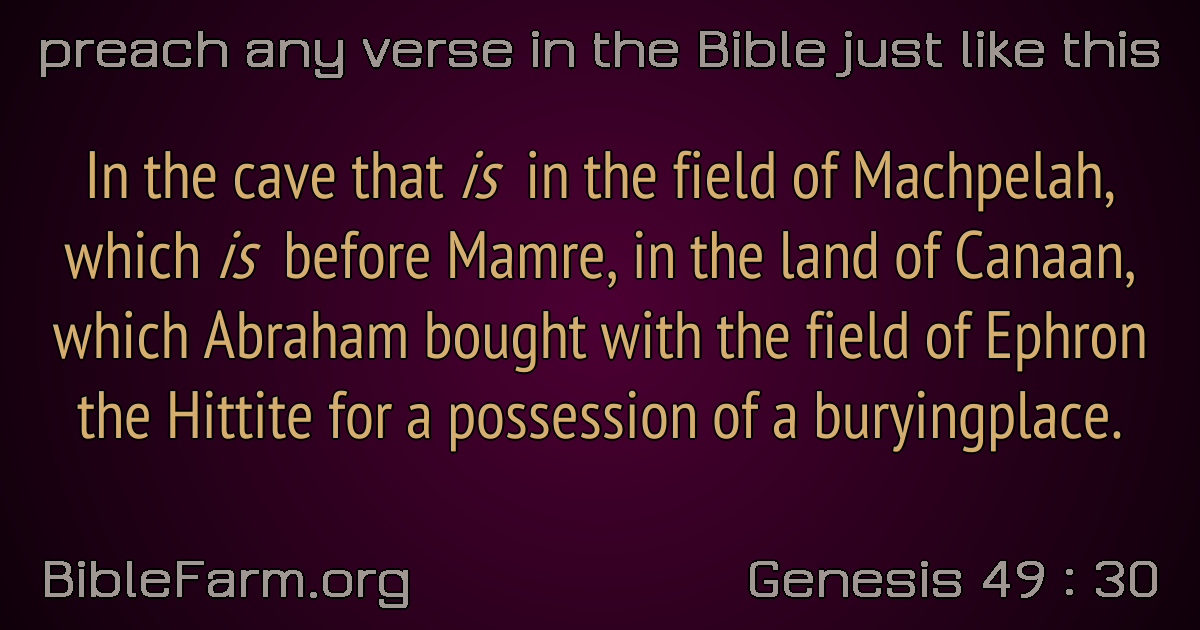 preach any verse in the Bible just like this
In the cave that is in the field of Machpelah,
which is before Mamre, in the land of Canaan,
which Abraham bought with the field of Ephron
the Hittite for a possession of a buryingplace.
BibleFarm.org
Genesis 49 : 30